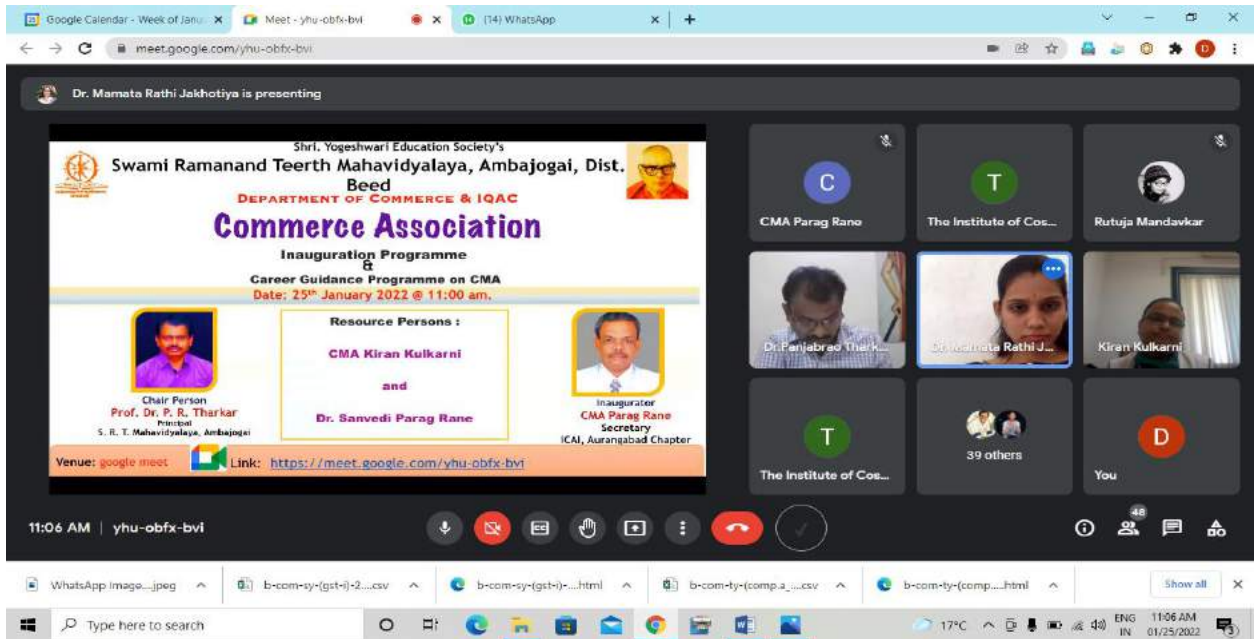 Google Calendar - Week of Janu
Meet - yhu-obfx-bvi
(14) WhatsApp
meet.google.com/yhu-obfx-bvi
D
Dr. Mamata Rathi Jakhotiya is presenting
Shri. Yogeshwari Education Society's
Swami Ramanand Teerth Mahavidyalaya, Ambajogai, Dist.
Beed
DEPARTMENT OF COMMERCE & IQAC
Commerce Association
Inauguration Programme
&
Career Guidance Programme on CMA
Date: 25th January 2022 @ 11:00 am.
Resource Persons :
CMA Kiran Kulkarni
and
Dr. Sanvedi Parag Rane
Chair Person
Prof. Dr. P. R. Tharkar
Principal
S. R. T. Mahavidyalaya, Ambajogai
Inaugurator
CMA Parag Rane
Secretary
ICAI, Aurangabad Chapter
Venue: google meet
Link: https://meet.google.com/yhu-obfx-bvi
C
CMA Parag Rane
T
The Institute of Cos...
Rutuja Mandavkar
Dr.Panjabrao Thark...
Dr. Mamata Rathi J...
Kiran Kulkarni
T
The Institute of Cos...
39 others
D
You
11:06 AM | yhu-obfx-bvi
48
WhatsApp Image....jpeg
b-com-sy-(gst-i)-2....csv
b-com-sy-(gst-i)-....html
b-com-ty-(comp.a_....csv
b-com-ty-(comp....html
Show all
Type here to search
17°C
ENG
IN
11:06 AM
01/25/2022
3